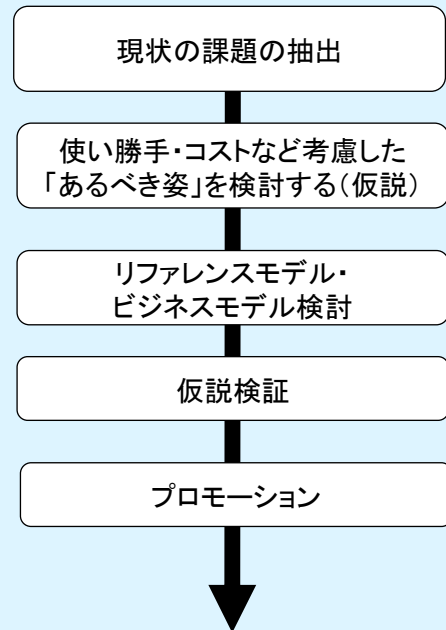 現状の課題の抽出
使い勝手・コストなど考慮した
「あるべき姿」を検討する(仮説)
リファレンスモデル・
ビジネスモデル検討
仮説検証
プロモーション